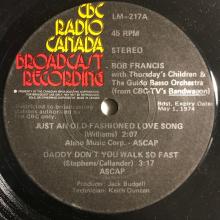 CBC
RADIO
CANADA
BROADCAST
RECORDING
LM-217A
45 RPM
STEREO
BOB FRANCIS
with Thursday's Children &
The Guido Basso Orchestra
(from CBC-TV's Bandwagon)
Bdst. Expiry Date:
May 1, 1974
JUST AN OLD FASHIONED LOVE SONG
(Williams) 2:07
Almo Music Corp. - ASCAP
DADDY DON'T YOU WALK SO FAST
(Stephens/Callander) 3:17
ASCAP
Producer: Jack Budgell
Technician: Keith Duncan